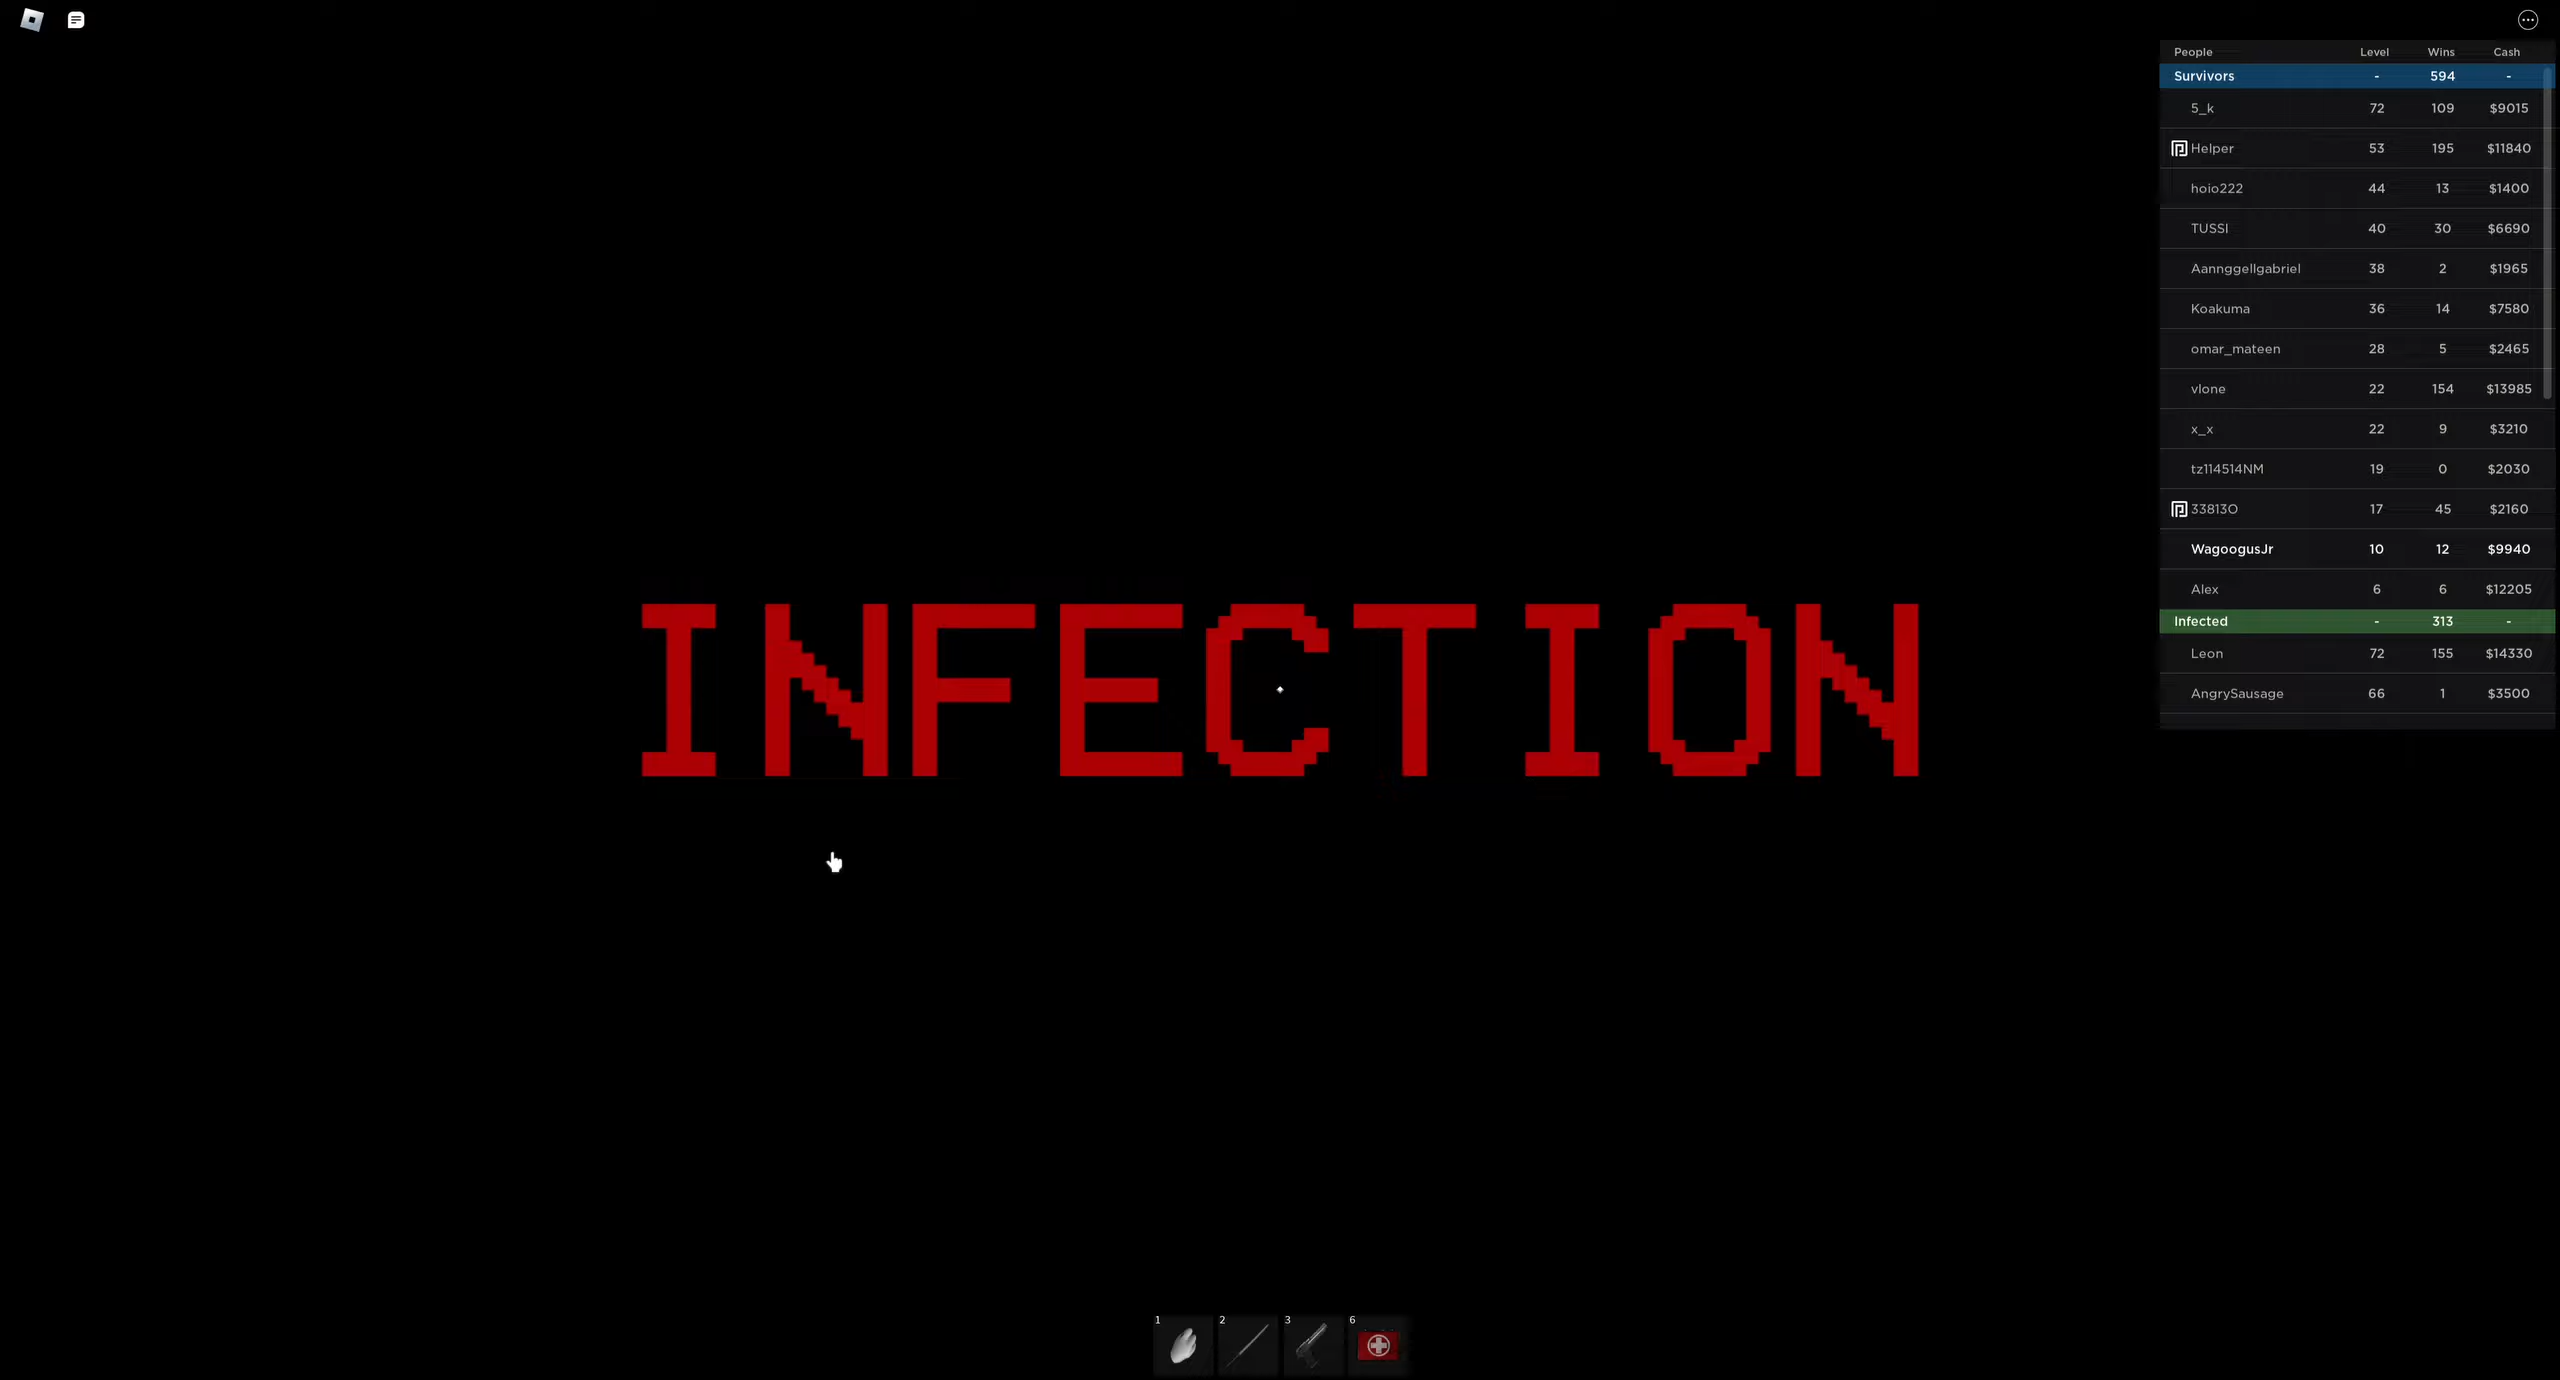 People Level Wins Cash
Survivors - 594 -
5_k 72 109 $9015
Helper 53 195 $11840
hoio222 44 13 $1400
TUSSI 40 30 $6690
Aannggellgabriel 38 2 $1965
Koakuma 36 14 $7580
omar_mateen 28 5 $2465
vlone 22 154 $13985
x_x 22 9 $3210
tz114514NM 19 0 $2030
33813O 17 45 $2160
WagoogusJr 10 12 $9940
Alex 6 6 $12205
Infected - 313 -
Leon 72 155 $14330
AngrySausage 66 1 $3500
INFECTION
1 2 3 6